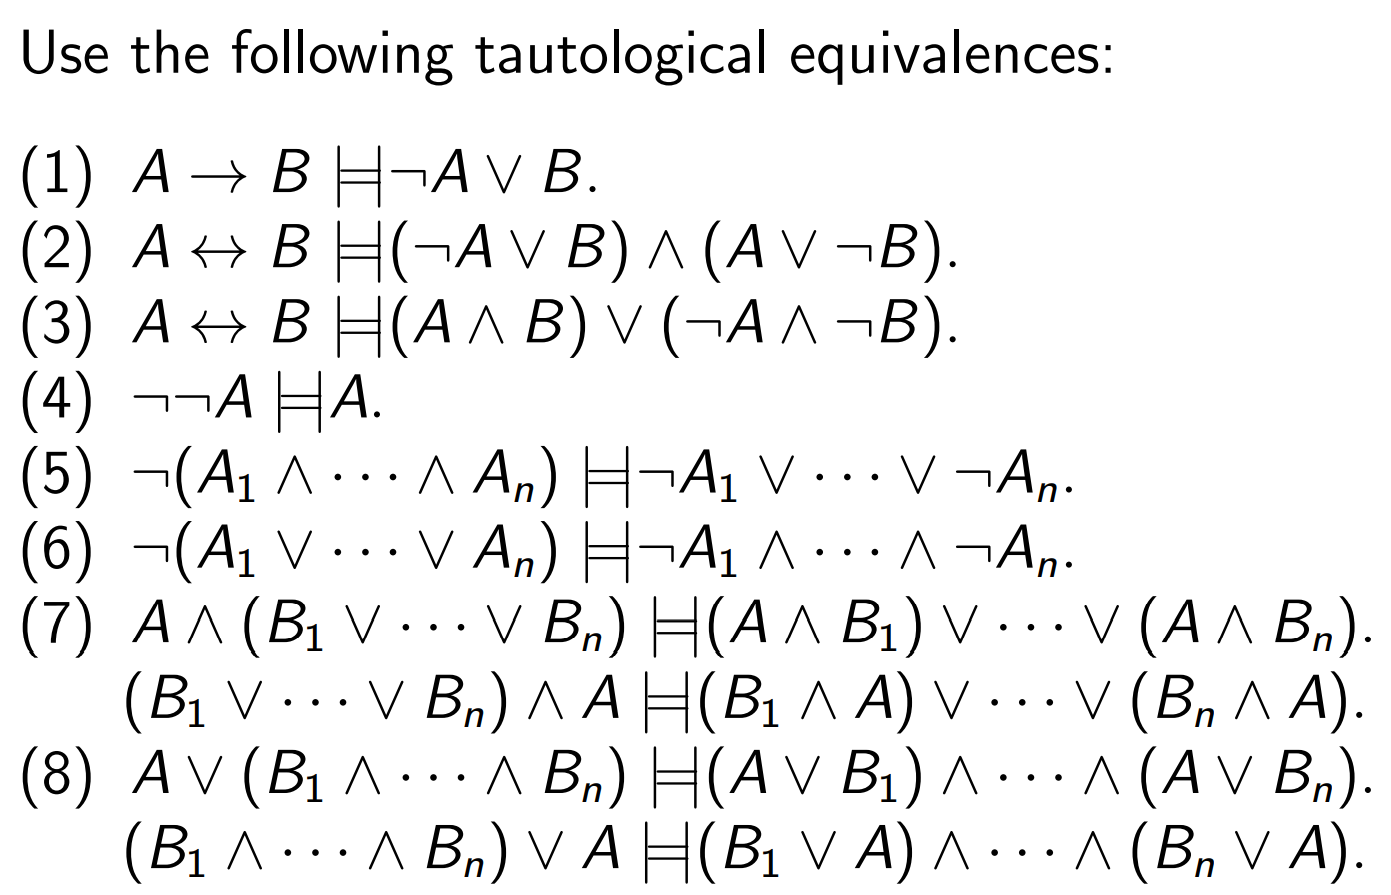 Use the following tautological equivalences:
(1) A → B |=| ¬A ∨ B.
(2) A ↔ B |=| (¬A ∨ B) ∧ (A ∨ ¬B).
(3) A ↔ B |=| (A ∧ B) ∨ (¬A ∧ ¬B).
(4) ¬¬A |=| A.
(5) ¬(A₁ ∧ ··· ∧ Aₙ) |=| ¬A₁ ∨ ··· ∨ ¬Aₙ.
(6) ¬(A₁ ∨ ··· ∨ Aₙ) |=| ¬A₁ ∧ ··· ∧ ¬Aₙ.
(7) A ∧ (B₁ ∨ ··· ∨ Bₙ) |=| (A ∧ B₁) ∨ ··· ∨ (A ∧ Bₙ).
(B₁ ∨ ··· ∨ Bₙ) ∧ A |=| (B₁ ∧ A) ∨ ··· ∨ (Bₙ ∧ A).
(8) A ∨ (B₁ ∧ ··· ∧ Bₙ) |=| (A ∨ B₁) ∧ ··· ∧ (A ∨ Bₙ).
(B₁ ∧ ··· ∧ Bₙ) ∨ A |=| (B₁ ∨ A) ∧ ··· ∧ (Bₙ ∨ A).